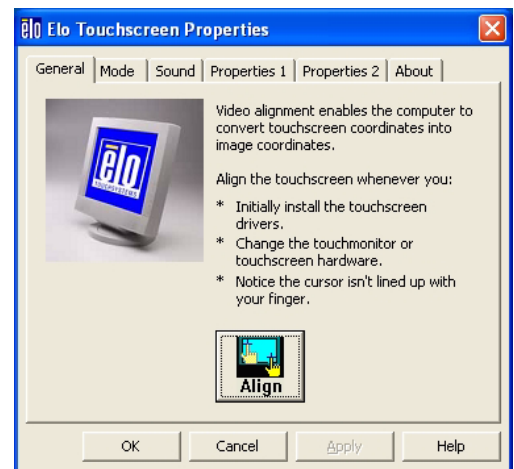 ēlo Elo Touchscreen Properties
General Mode Sound Properties 1 Properties 2 About
ēlo
TOUCHSYSTEMS
Video alignment enables the computer to
convert touchscreen coordinates into
image coordinates.
Align the touchscreen whenever you:
* Initially install the touchscreen
drivers.
* Change the touchmonitor or
touchscreen hardware.
* Notice the cursor isn't lined up with
your finger.
Align
OK Cancel Apply Help